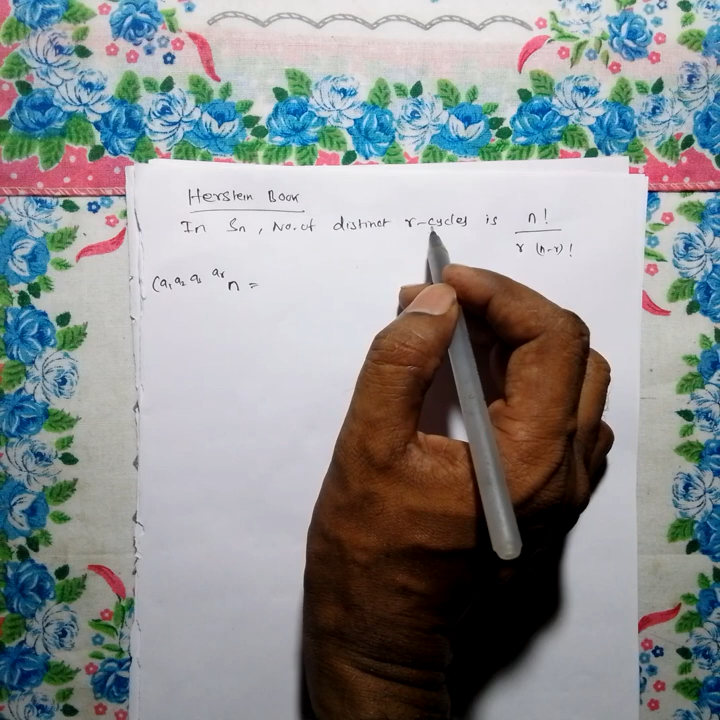 Herstein Book
In Sn, No.of distinct r-cycles is n! / r (n-r)!
(a1 a2 a3 ar n =